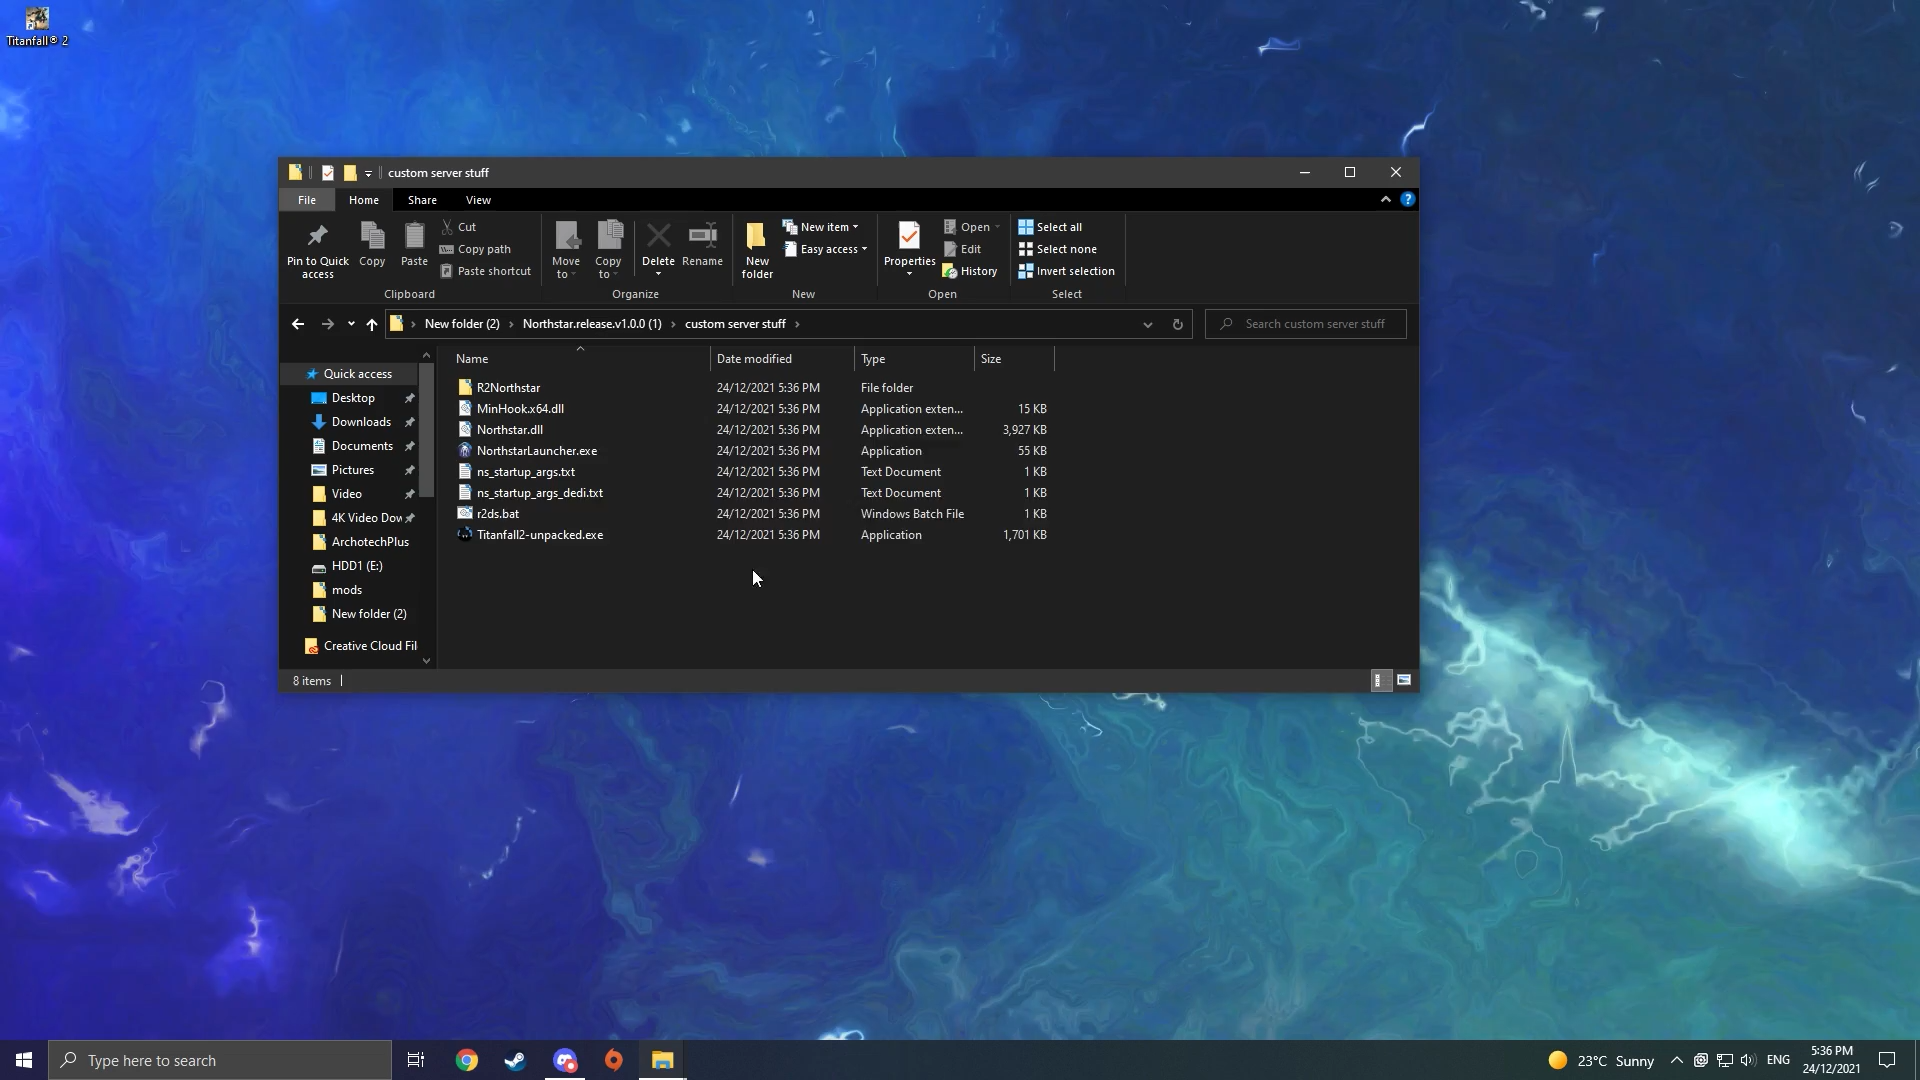 Titanfall® 2
custom server stuff
File
Home
Share
View
Pin to Quick access
Copy
Paste
Cut
Copy path
Paste shortcut
Clipboard
Move to
Copy to
Delete
Rename
Organize
New folder
New item
Easy access
New
Properties
Open
Edit
History
Open
Select all
Select none
Invert selection
Select
New folder (2) > Northstar.release.v1.0.0 (1) > custom server stuff >
Search custom server stuff
Name Date modified Type Size
Quick access
Desktop
Downloads
Documents
Pictures
Video
4K Video Dov
ArchotechPlus
HDD1 (E:)
mods
New folder (2)
Creative Cloud Fil
R2Northstar 24/12/2021 5:36 PM File folder
MinHook.x64.dll 24/12/2021 5:36 PM Application exten... 15 KB
Northstar.dll 24/12/2021 5:36 PM Application exten... 3,927 KB
NorthstarLauncher.exe 24/12/2021 5:36 PM Application 55 KB
ns_startup_args.txt 24/12/2021 5:36 PM Text Document 1 KB
ns_startup_args_dedi.txt 24/12/2021 5:36 PM Text Document 1 KB
r2ds.bat 24/12/2021 5:36 PM Windows Batch File 1 KB
Titanfall2-unpacked.exe 24/12/2021 5:36 PM Application 1,701 KB
8 items
Type here to search
23°C Sunny
ENG
5:36 PM
24/12/2021